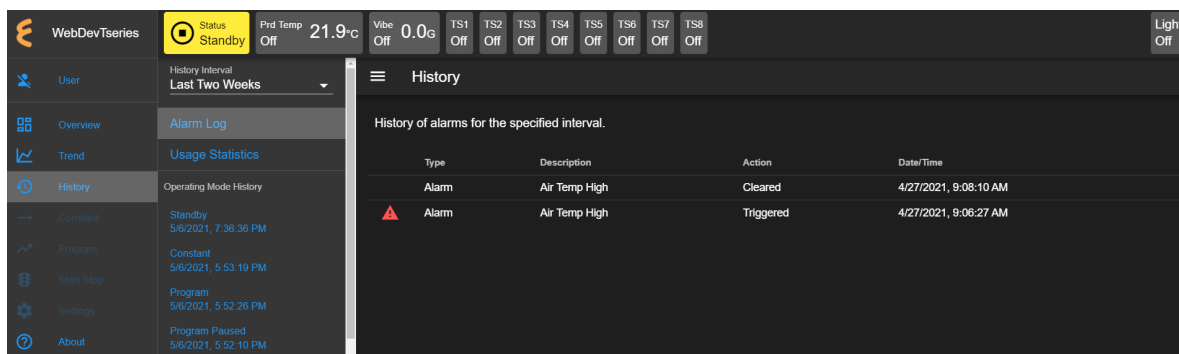 WebDevTseries
Status
Standby
Prd Temp
Off
21.9°C
Vibe
Off
0.0G
TS1
Off
TS2
Off
TS3
Off
TS4
Off
TS5
Off
TS6
Off
TS7
Off
TS8
Off
Ligh
Off
User
Overview
Trend
History
Constant
Program
Start Stop
Settings
About
History Interval
Last Two Weeks
Alarm Log
Usage Statistics
Operating Mode History
Standby
5/6/2021, 7:36:36 PM
Constant
5/6/2021, 5:53:19 PM
Program
5/6/2021, 5:52:26 PM
Program Paused
5/6/2021, 5:52:10 PM
History
History of alarms for the specified interval.
Type Description Action Date/Time
Alarm Air Temp High Cleared 4/27/2021, 9:08:10 AM
Alarm Air Temp High Triggered 4/27/2021, 9:06:27 AM